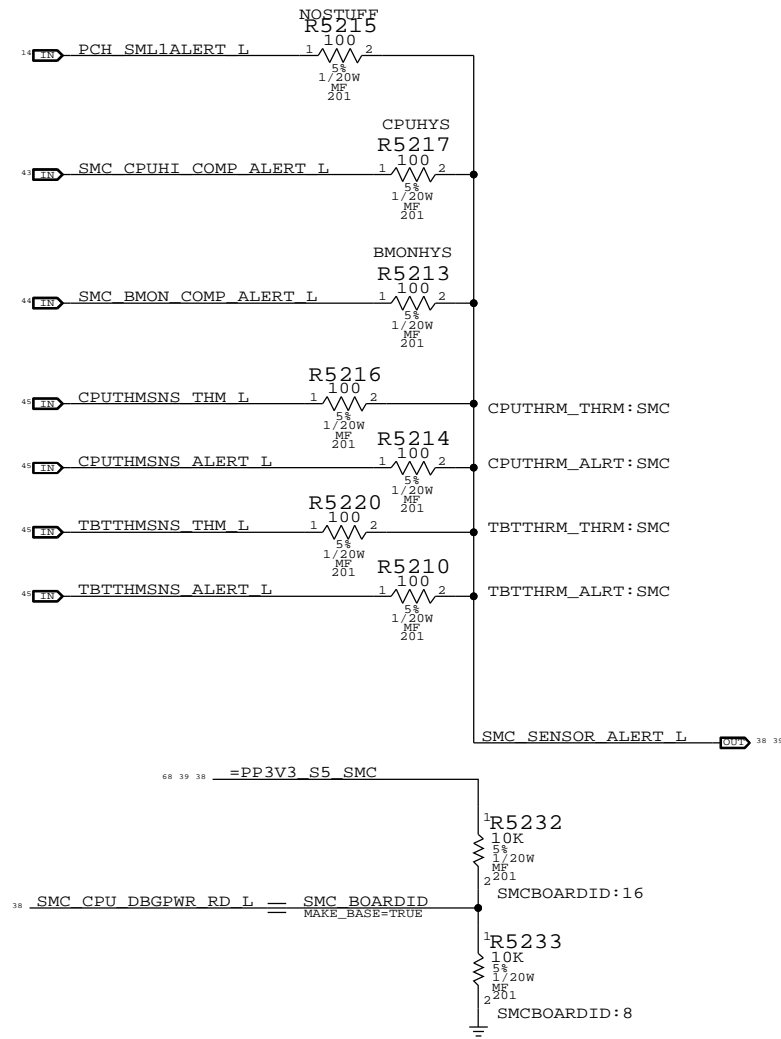 NOSTUFF
R5215
14 IN PCH_SML1ALERT_L 1 100 2
5%
1/20W
MF
201
CPUHYS
R5217
43 IN SMC_CPUHI_COMP_ALERT_L 1 100 2
5%
1/20W
MF
201
BMONHYS
R5213
44 IN SMC_BMON_COMP_ALERT_L 1 100 2
5%
1/20W
MF
201
R5216
45 IN CPUTHMSNS_THM_L 1 100 2 CPUTHRM_THRM:SMC
5%
1/20W
MF
201
R5214
45 IN CPUTHMSNS_ALERT_L 1 100 2 CPUTHRM_ALRT:SMC
5%
1/20W
MF
201
R5220
45 IN TBTTHMSNS_THM_L 1 100 2 TBTTHRM_THRM:SMC
5%
1/20W
MF
201
R5210
45 IN TBTTHMSNS_ALERT_L 1 100 2 TBTTHRM_ALRT:SMC
5%
1/20W
MF
201
SMC_SENSOR_ALERT_L OUT 38 39
68 39 38 =PP3V3_S5_SMC
1 R5232
10K
5%
1/20W
MF
2 201
SMCBOARDID:16
38 SMC_CPU_DBGPWR_RD_L SMC_BOARDID
MAKE_BASE=TRUE
1 R5233
10K
5%
1/20W
MF
2 201
SMCBOARDID:8